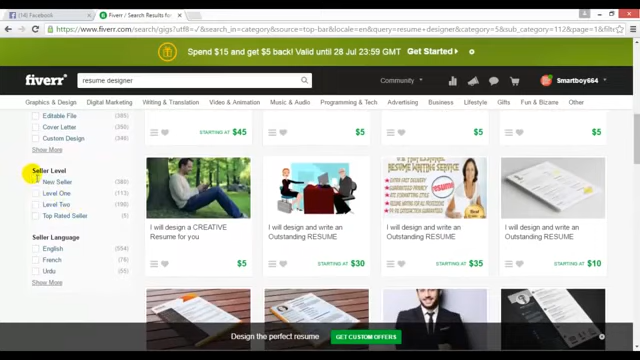 (14) Facebook
Fiverr / Search Results for
https://www.fiverr.com/search/gigs?utf8=✓&search_in=category&source=top-bar&locale=en&query=resume+designer&category=5&sub_category=112&page=1&filter
Spend $15 and get $5 back! Valid until 28 Jul 23:59 GMT Get Started
fiverr
resume designer
Community
Smartboy664
Graphics & Design Digital Marketing Writing & Translation Video & Animation Music & Audio Programming & Tech Advertising Business Lifestyle Gifts Fun & Bizarre Other
Editable File (385)
Cover Letter (380)
Custom Design
Show More
STARTING AT $45
$5
$5
$5
Seller Level
New Seller (380)
Level One (113)
Level Two
Top Rated Seller (5)
Seller Language
English (554)
French (76)
Urdu
Show More
PROFESSIONAL
RESUME
WRITING SERVICE
I will design a CREATIVE
Resume for you
$5
I will design and write an
Outstanding RESUME
STARTING AT $30
I will design and write an
Outstanding RESUME
STARTING AT $35
I will design and write an
Outstanding RESUME
STARTING AT $10
Design the perfect resume GET CUSTOM OFFERS